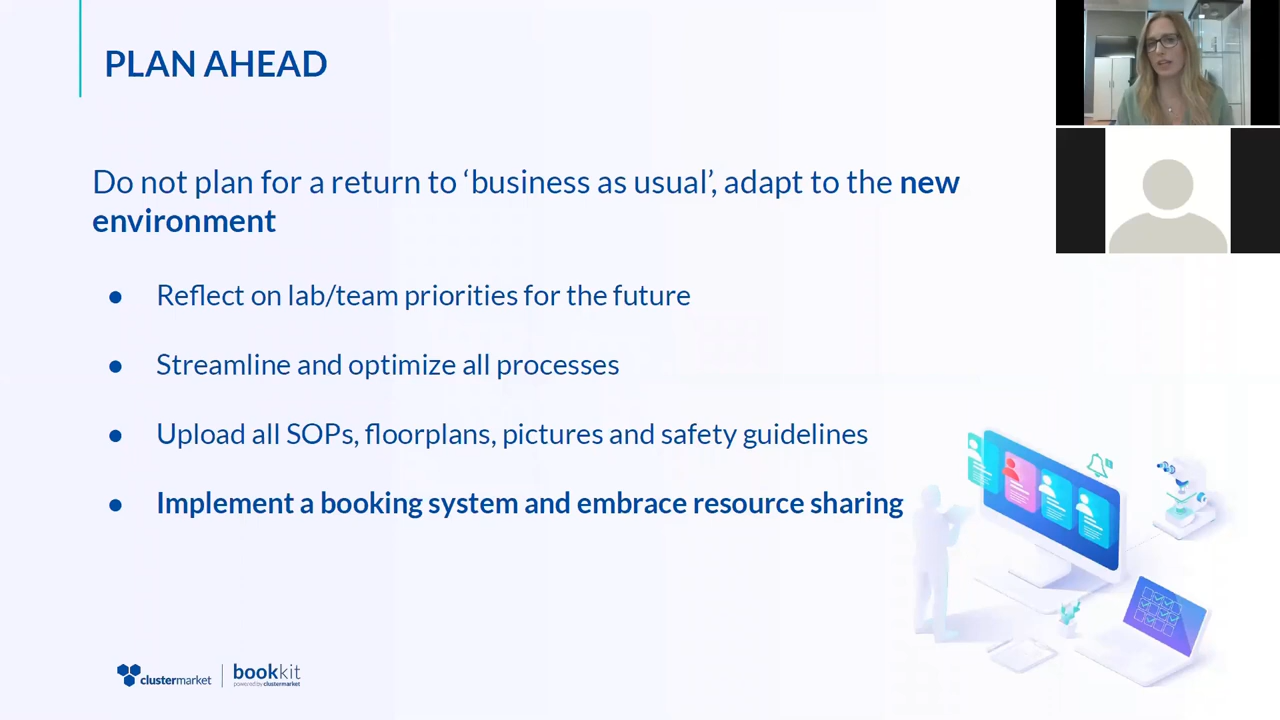 PLAN AHEAD
Do not plan for a return to ‘business as usual’, adapt to the new
environment
● Reflect on lab/team priorities for the future
● Streamline and optimize all processes
● Upload all SOPs, floorplans, pictures and safety guidelines
● Implement a booking system and embrace resource sharing
clustermarket
bookkit
powered by clustermarket